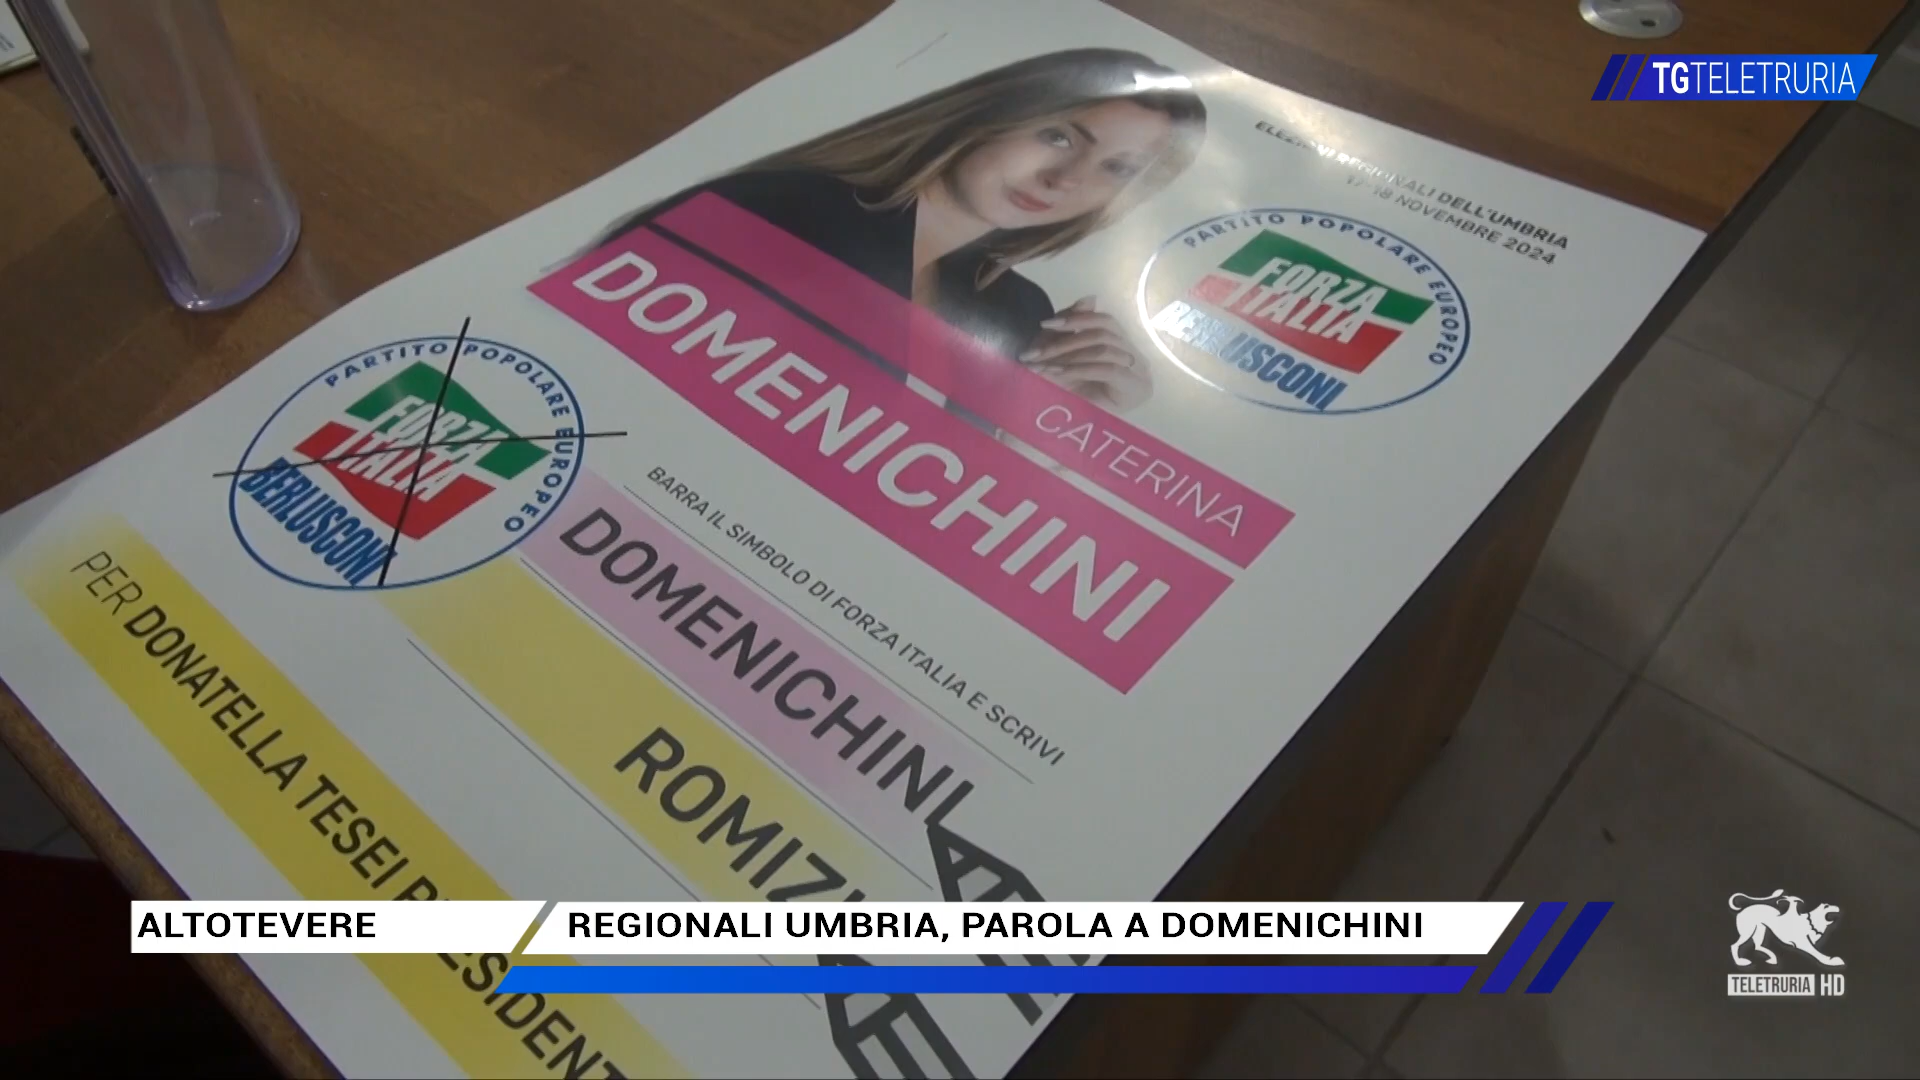 TGTELETRURIA
ELEZIONI REGIONALI DELL'UMBRIA
17-18 NOVEMBRE 2024
PARTITO POPOLARE EUROPEO
FORZA
ITALIA
BERLUSCONI
CATERINA
DOMENICHINI
BARRA IL SIMBOLO DI FORZA ITALIA E SCRIVI
PARTITO POPOLARE EUROPEO
FORZA
ITALIA
BERLUSCONI
DOMENICHINI
PER DONATELLA TESEI
ALTOTEVERE
REGIONALI UMBRIA, PAROLA A DOMENICHINI
TELETRURIA HD